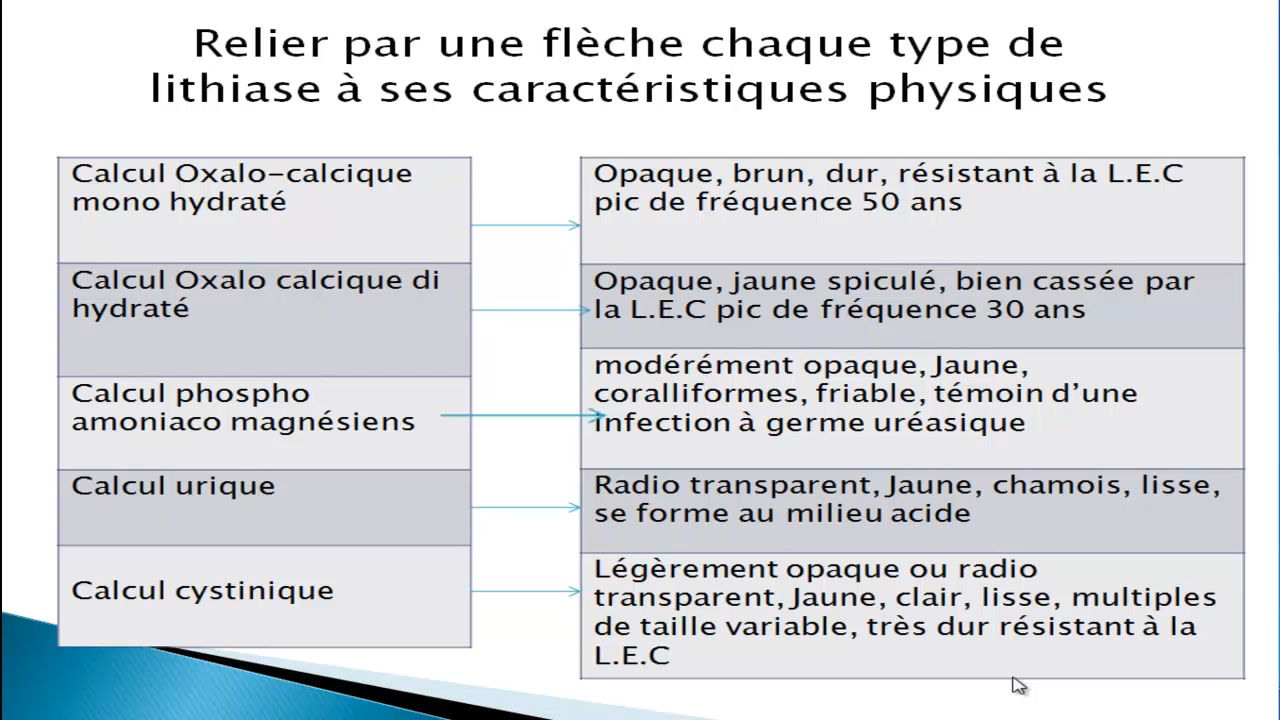 Relier par une flèche chaque type de
lithiase à ses caractéristiques physiques
Calcul Oxalo-calcique
mono hydraté
Opaque, brun, dur, résistant à la L.E.C
pic de fréquence 50 ans
Calcul Oxalo calcique di
hydraté
Opaque, jaune spiculé, bien cassée par
la L.E.C pic de fréquence 30 ans
Calcul phospho
amoniaco magnésiens
modérément opaque, Jaune,
coralliformes, friable, témoin d'une
infection à germe uréasique
Calcul urique
Radio transparent, Jaune, chamois, lisse,
se forme au milieu acide
Calcul cystinique
Légèrement opaque ou radio
transparent, Jaune, clair, lisse, multiples
de taille variable, très dur résistant à la
L.E.C